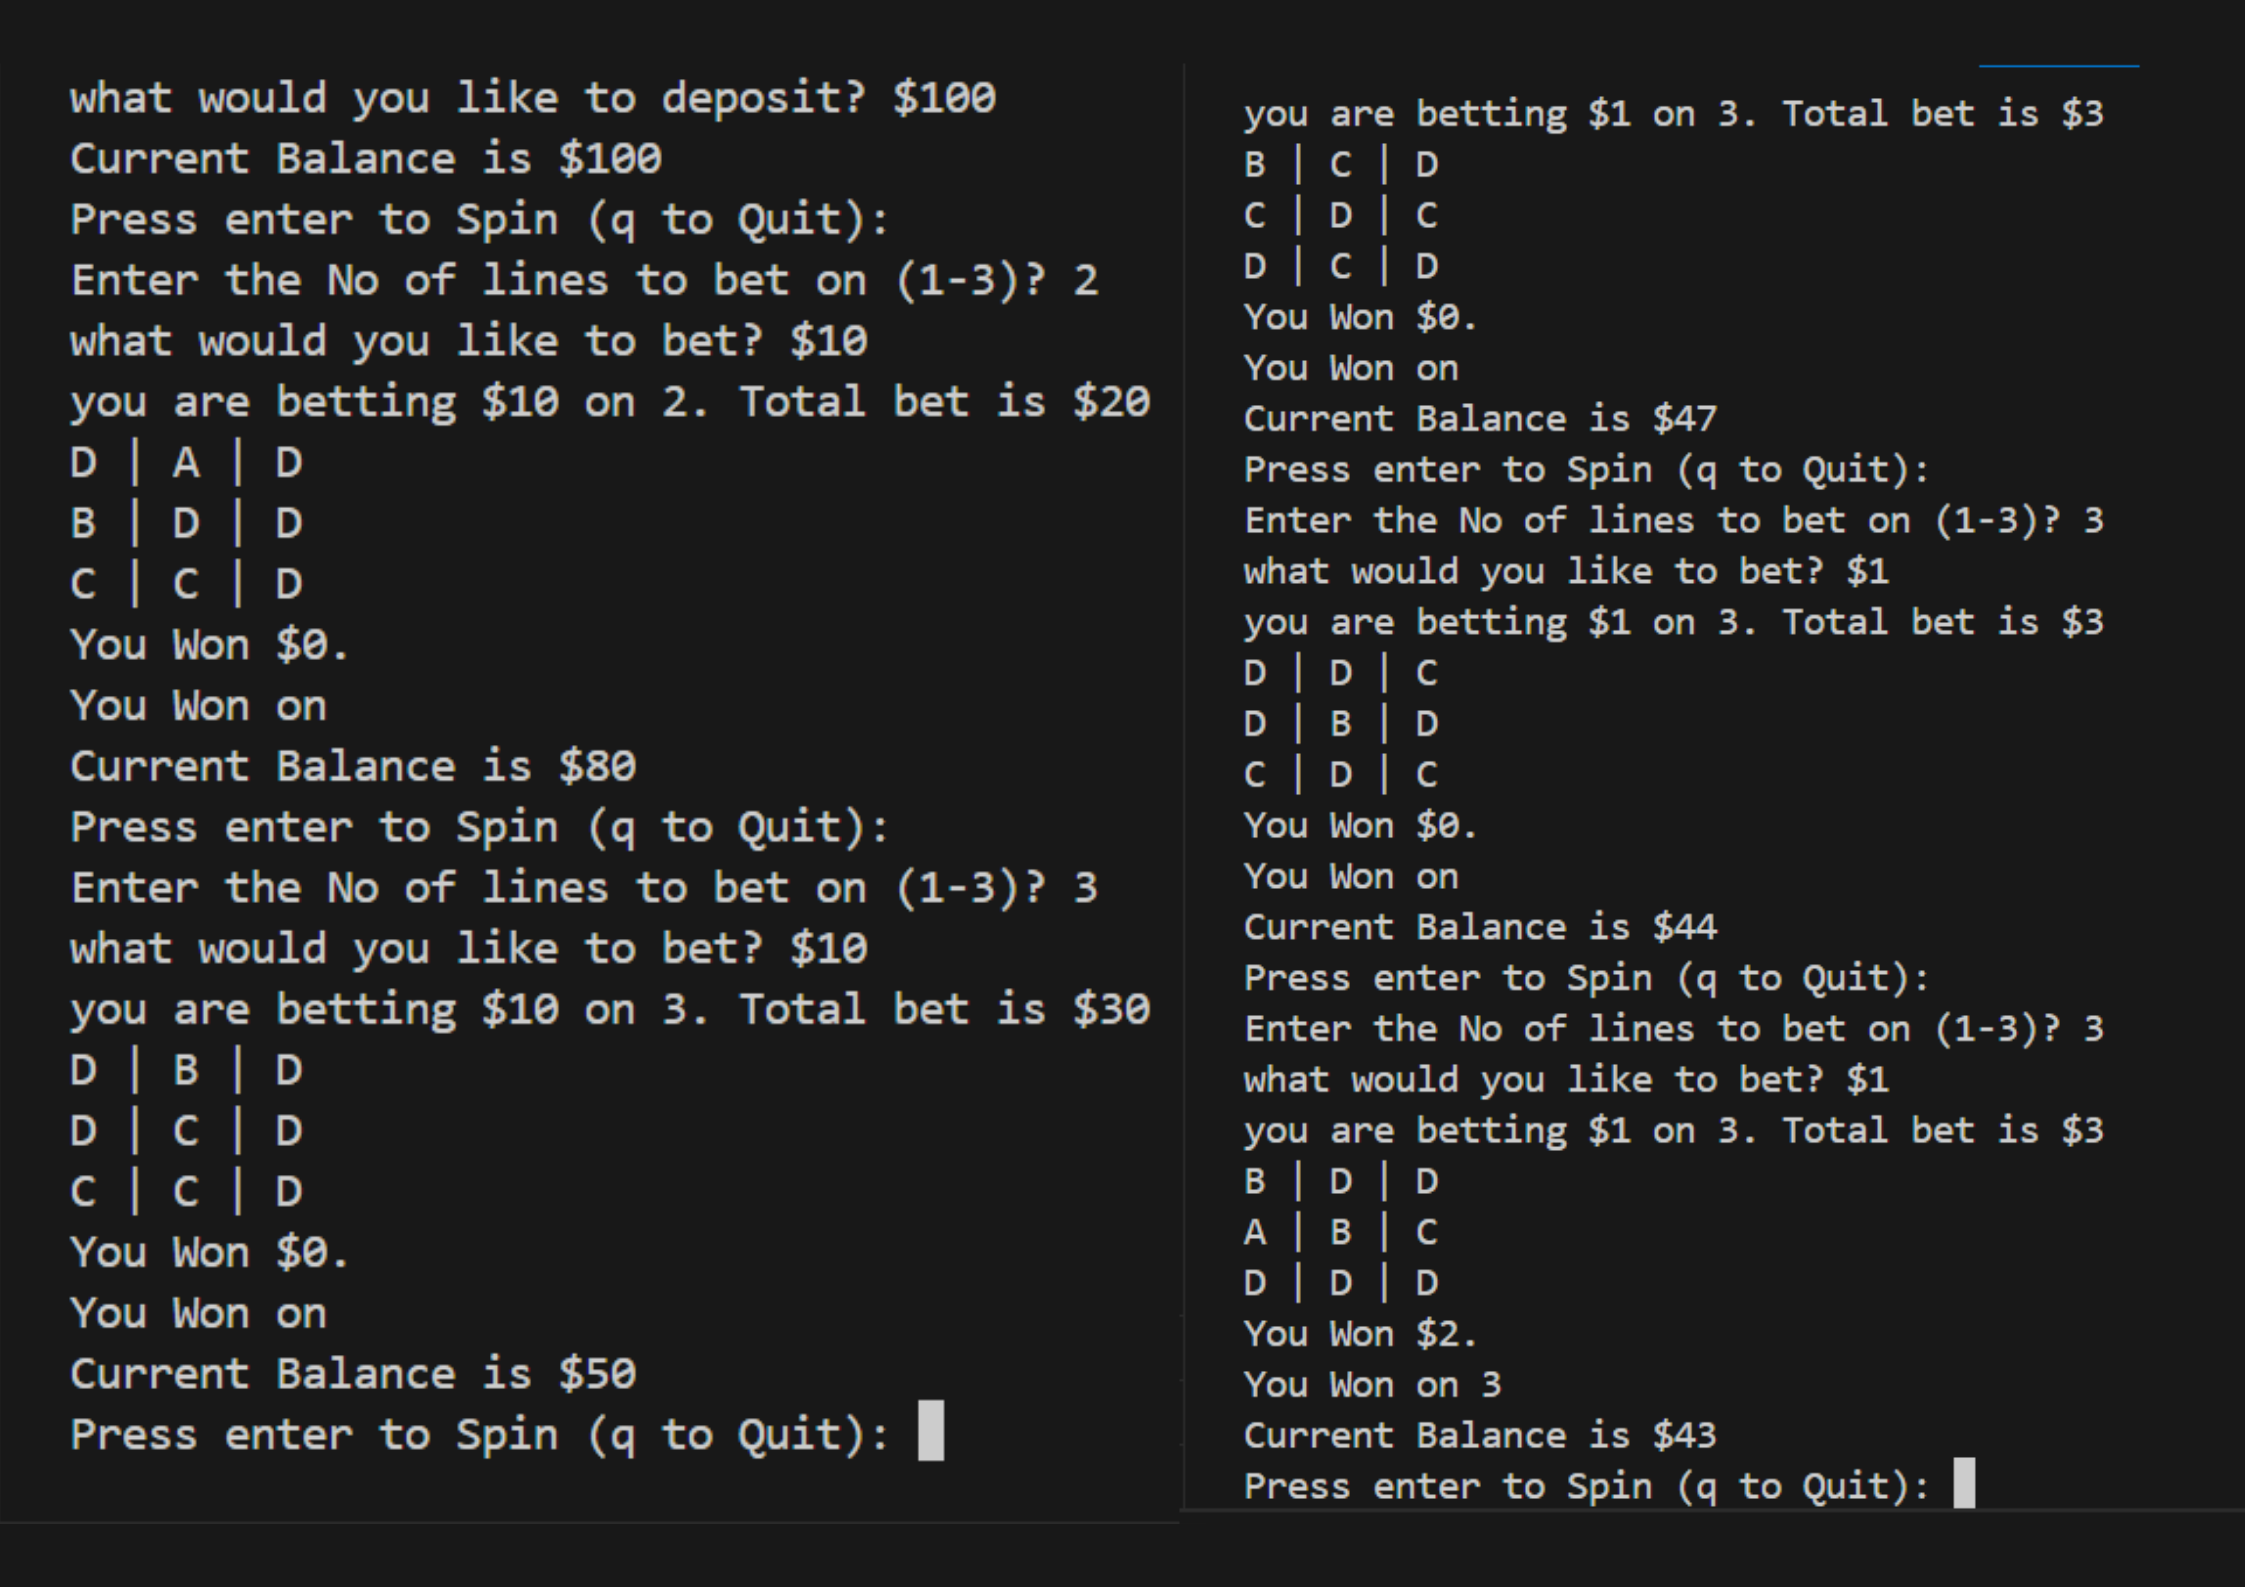 what would you like to deposit? $100
Current Balance is $100
Press enter to Spin (q to Quit):
Enter the No of lines to bet on (1-3)? 2
what would you like to bet? $10
you are betting $10 on 2. Total bet is $20
D | A | D
B | D | D
C | C | D
You Won $0.
You Won on
Current Balance is $80
Press enter to Spin (q to Quit):
Enter the No of lines to bet on (1-3)? 3
what would you like to bet? $10
you are betting $10 on 3. Total bet is $30
D | B | D
D | C | D
C | C | D
You Won $0.
You Won on
Current Balance is $50
Press enter to Spin (q to Quit):
you are betting $1 on 3. Total bet is $3
B | C | D
C | D | C
D | C | D
You Won $0.
You Won on
Current Balance is $47
Press enter to Spin (q to Quit):
Enter the No of lines to bet on (1-3)? 3
what would you like to bet? $1
you are betting $1 on 3. Total bet is $3
D | D | C
D | B | D
C | D | C
You Won $0.
You Won on
Current Balance is $44
Press enter to Spin (q to Quit):
Enter the No of lines to bet on (1-3)? 3
what would you like to bet? $1
you are betting $1 on 3. Total bet is $3
B | D | D
A | B | C
D | D | D
You Won $2.
You Won on 3
Current Balance is $43
Press enter to Spin (q to Quit):